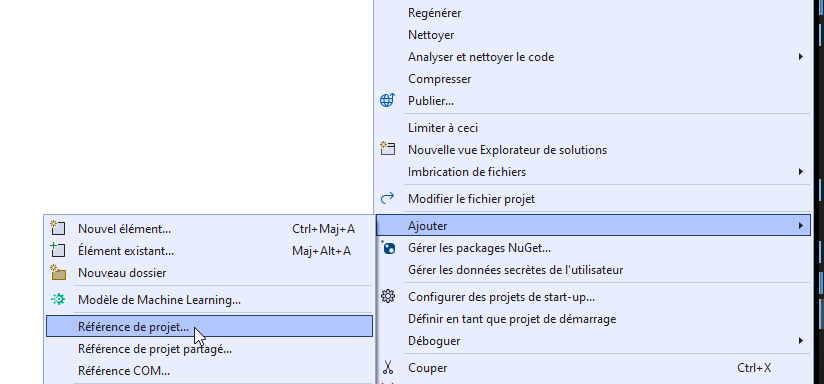 Regénérer
Nettoyer
Analyser et nettoyer le code
Compresser
Publier...
Limiter à ceci
Nouvelle vue Explorateur de solutions
Imbrication de fichiers
Modifier le fichier projet
Ajouter
Gérer les packages NuGet...
Gérer les données secrètes de l'utilisateur
Configurer des projets de start-up...
Définir en tant que projet de démarrage
Déboguer
Couper Ctrl+X
Nouvel élément... Ctrl+Maj+A
Élément existant... Maj+Alt+A
Nouveau dossier
Modèle de Machine Learning...
Référence de projet...
Référence de projet partagé...
Référence COM...